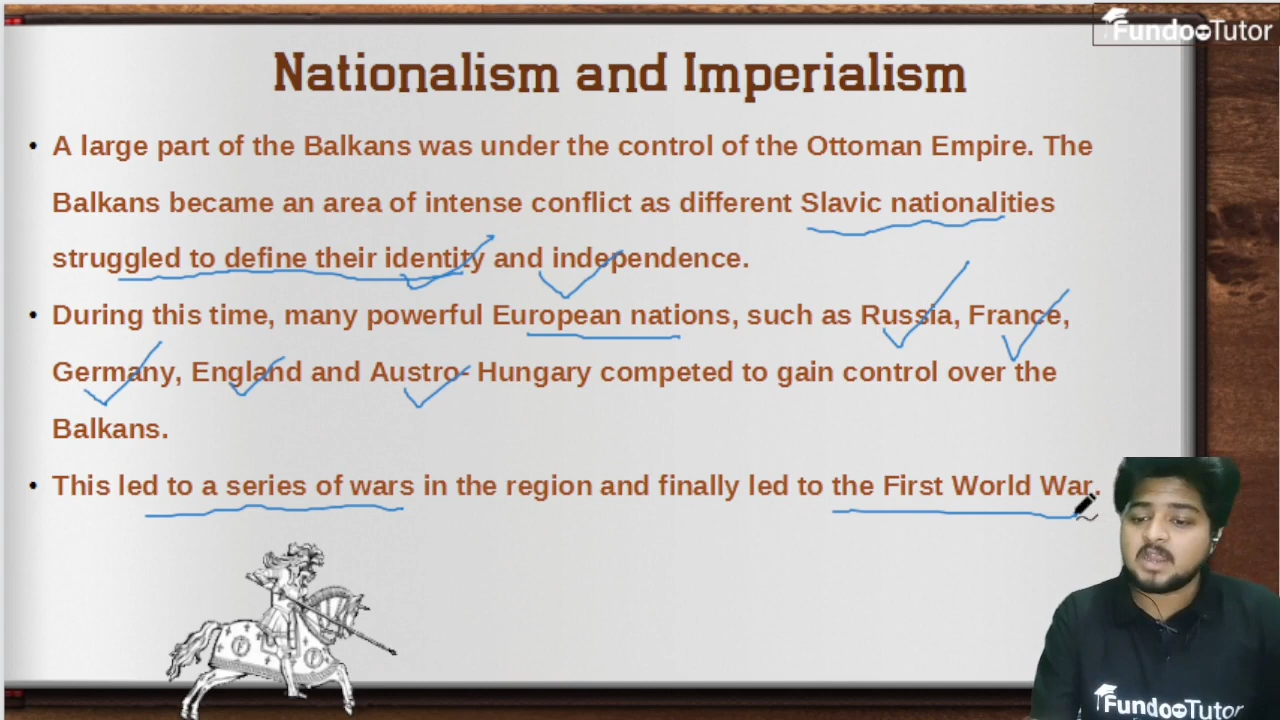 FundooTutor
Nationalism and Imperialism
• A large part of the Balkans was under the control of the Ottoman Empire. The
Balkans became an area of intense conflict as different Slavic nationalities
struggled to define their identity and independence.
• During this time, many powerful European nations, such as Russia, France,
Germany, England and Austro- Hungary competed to gain control over the
Balkans.
• This led to a series of wars in the region and finally led to the First World War.
FundooTutor